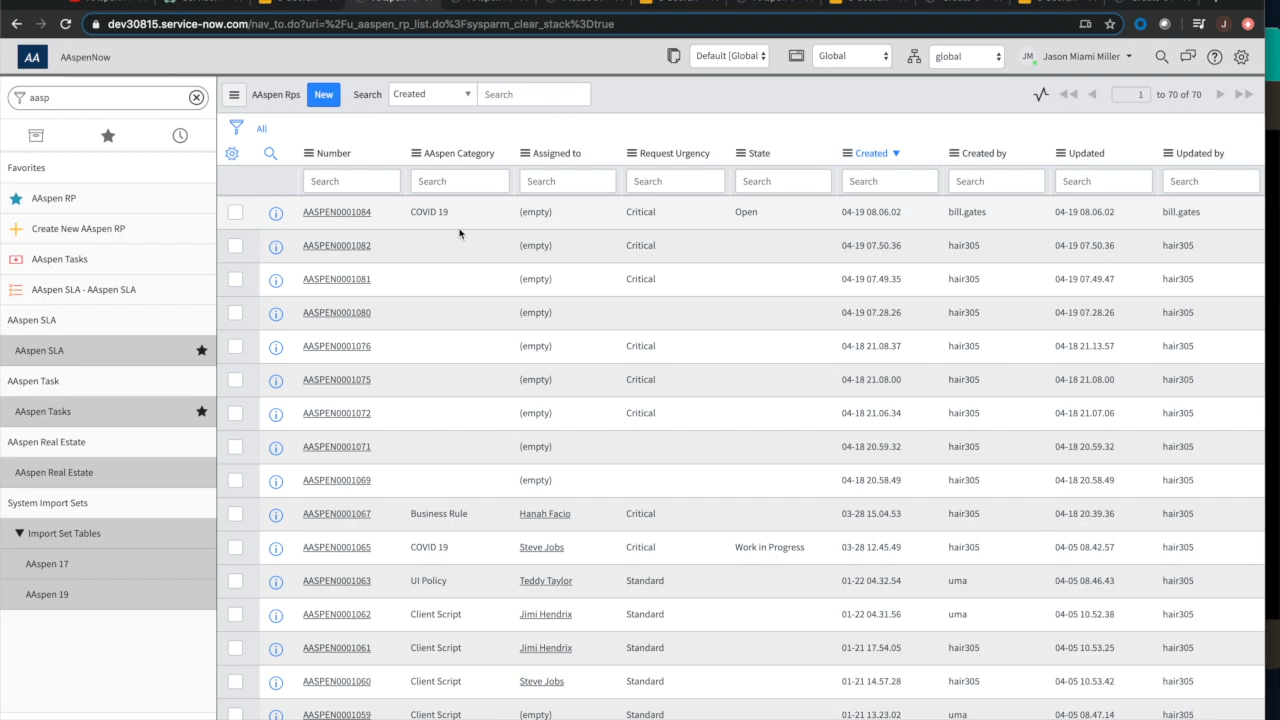 dev30815.service-now.com/nav_to.do?uri=%2Fu_aaspen_rp_list.do%3Fsysparm_clear_stack%3Dtrue
AA AAspenNow Default [Global Global global JM Jason Miami Miller
aasp
AAspen Rps New Search Created Search 1 to 70 of 70
All
Favorites
AAspen RP
Create New AAspen RP
AAspen Tasks
AAspen SLA - AAspen SLA
AAspen SLA
AAspen SLA
AAspen Task
AAspen Tasks
AAspen Real Estate
AAspen Real Estate
System Import Sets
Import Set Tables
AAspen 17
AAspen 19
Number AAspen Category Assigned to Request Urgency State Created Created by Updated Updated by
Search Search Search Search Search Search Search Search Search
AASPEN0001084 COVID 19 (empty) Critical Open 04-19 08.06.02 bill.gates 04-19 08.06.02 bill.gates
AASPEN0001082 (empty) Critical 04-19 07.50.36 hair305 04-19 07.50.36 hair305
AASPEN0001081 (empty) Critical 04-19 07.49.35 hair305 04-19 07.49.47 hair305
AASPEN0001080 (empty) 04-19 07.28.26 hair305 04-19 07.28.26 hair305
AASPEN0001076 (empty) Critical 04-18 21.08.37 hair305 04-18 21.13.57 hair305
AASPEN0001075 (empty) Critical 04-18 21.08.00 hair305 04-18 21.08.00 hair305
AASPEN0001072 (empty) Critical 04-18 21.06.34 hair305 04-18 21.07.06 hair305
AASPEN0001071 (empty) 04-18 20.59.32 hair305 04-18 20.59.32 hair305
AASPEN0001069 (empty) 04-18 20.58.49 hair305 04-18 20.58.49 hair305
AASPEN0001067 Business Rule Hanah Facio Critical 03-28 15.04.53 hair305 04-18 20.39.36 hair305
AASPEN0001065 COVID 19 Steve Jobs Critical Work in Progress 03-28 12.45.49 hair305 04-05 08.42.57 hair305
AASPEN0001063 UI Policy Teddy Taylor Standard 01-22 04.32.54 uma 04-05 08.46.43 hair305
AASPEN0001062 Client Script Jimi Hendrix Standard 01-22 04.31.56 uma 04-05 10.52.38 hair305
AASPEN0001061 Client Script Jimi Hendrix Standard 01-21 17.54.05 hair305 04-05 10.53.25 hair305
AASPEN0001060 Client Script Steve Jobs Standard 01-21 14.57.28 hair305 04-05 10.53.42 hair305
AASPEN0001059 Client Script (empty) Standard 01-21 13.23.02 uma 04-05 08.47.14 hair305